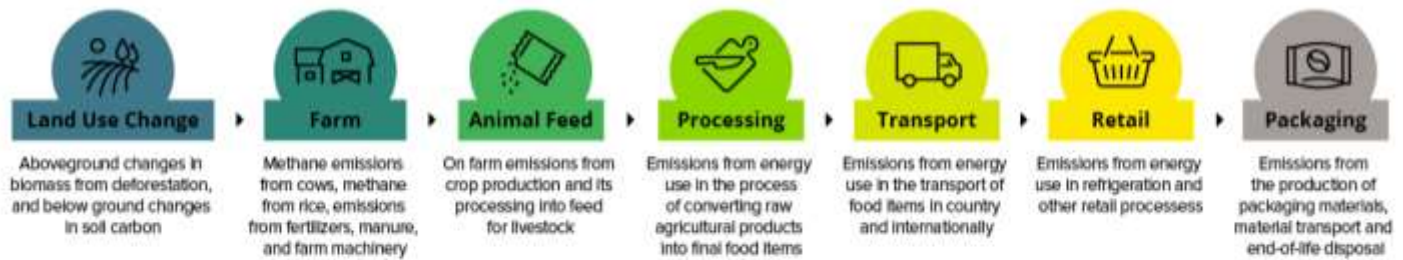 Land Use Change
Aboveground changes in
biomass from deforestation,
and below ground changes
in soil carbon
Farm
Methane emissions
from cows, methane
from rice, emissions
from fertilizers, manure,
and farm machinery
Animal Feed
On farm emissions from
crop production and its
processing into feed
for livestock
Processing
Emissions from energy
use in the process
of converting raw
agricultural products
into final food items
Transport
Emissions from energy
use in the transport of
food items in country
and internationally
Retail
Emissions from energy
use in refrigeration and
other retail processess
Packaging
Emissions from
the production of
packaging materials,
material transport and
end-of-life disposal